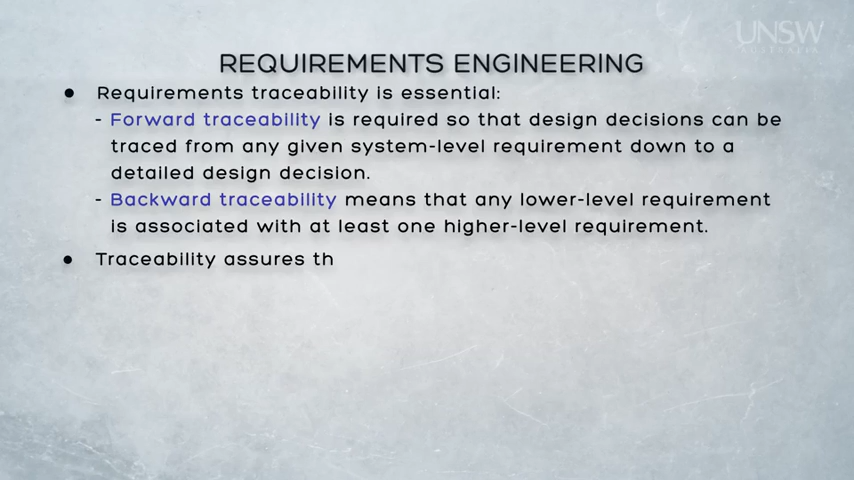 UNSW
AUSTRALIA
REQUIREMENTS ENGINEERING
● Requirements traceability is essential:
- Forward traceability is required so that design decisions can be
traced from any given system-level requirement down to a
detailed design decision.
- Backward traceability means that any lower-level requirement
is associated with at least one higher-level requirement.
● Traceability assures th